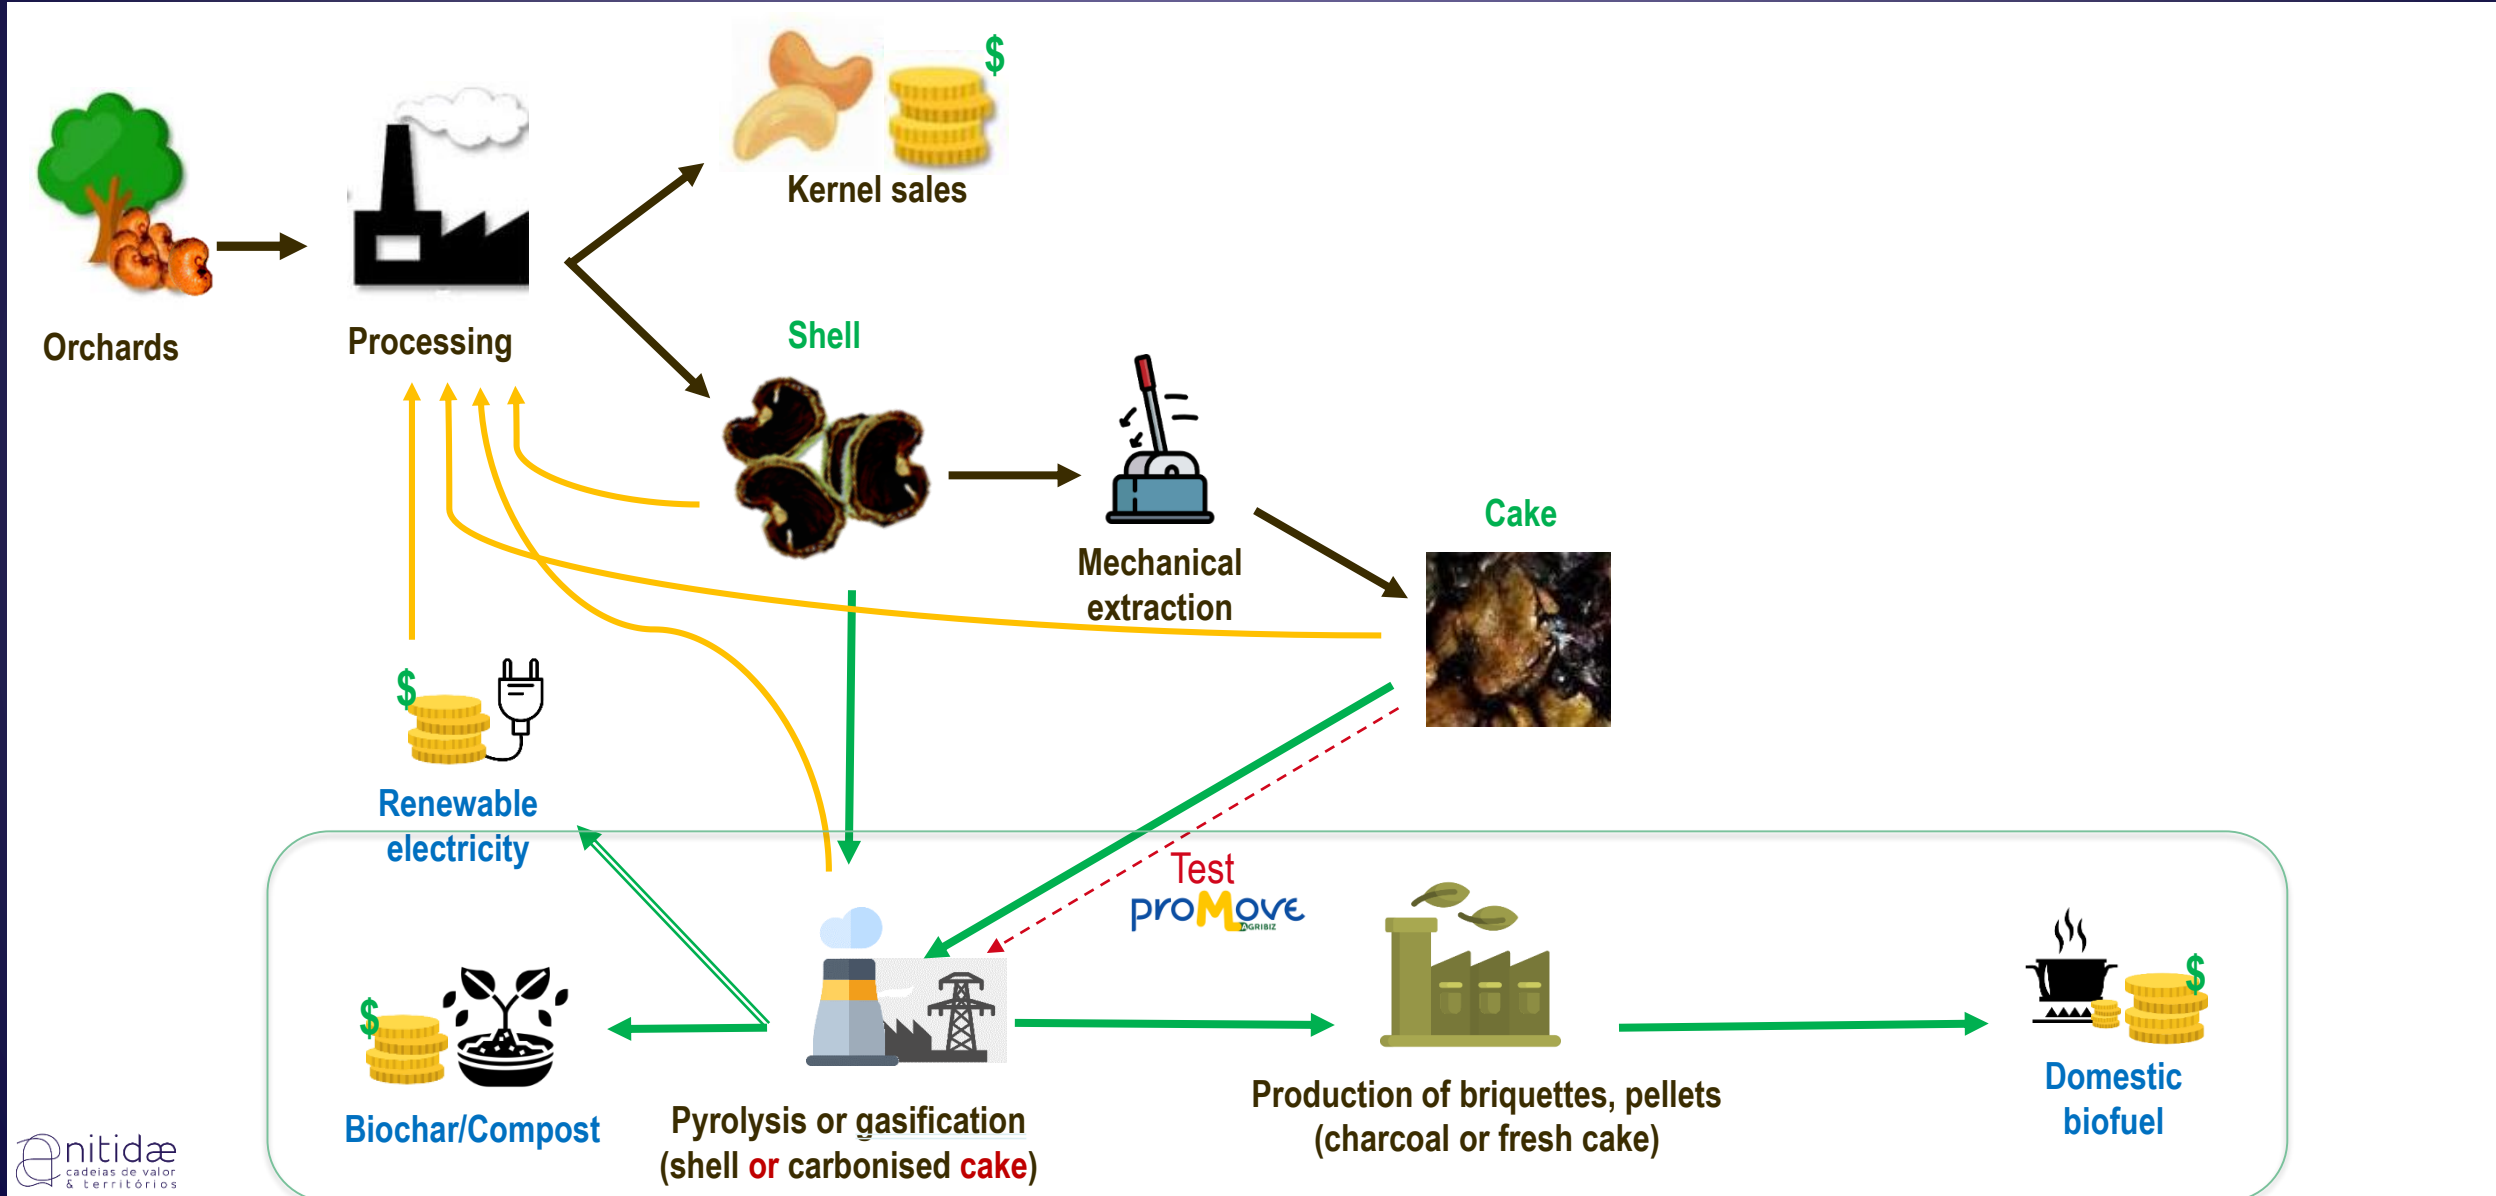 $
Kernel sales
Orchards
Processing
Shell
Mechanical
extraction
Cake
$
Renewable
electricity
Test
proMove
AGRIBIZ
$
Biochar/Compost
Pyrolysis or gasification
(shell or carbonised cake)
Production of briquettes, pellets
(charcoal or fresh cake)
$
Domestic
biofuel
nitidæ
cadeias de valor
& territórios